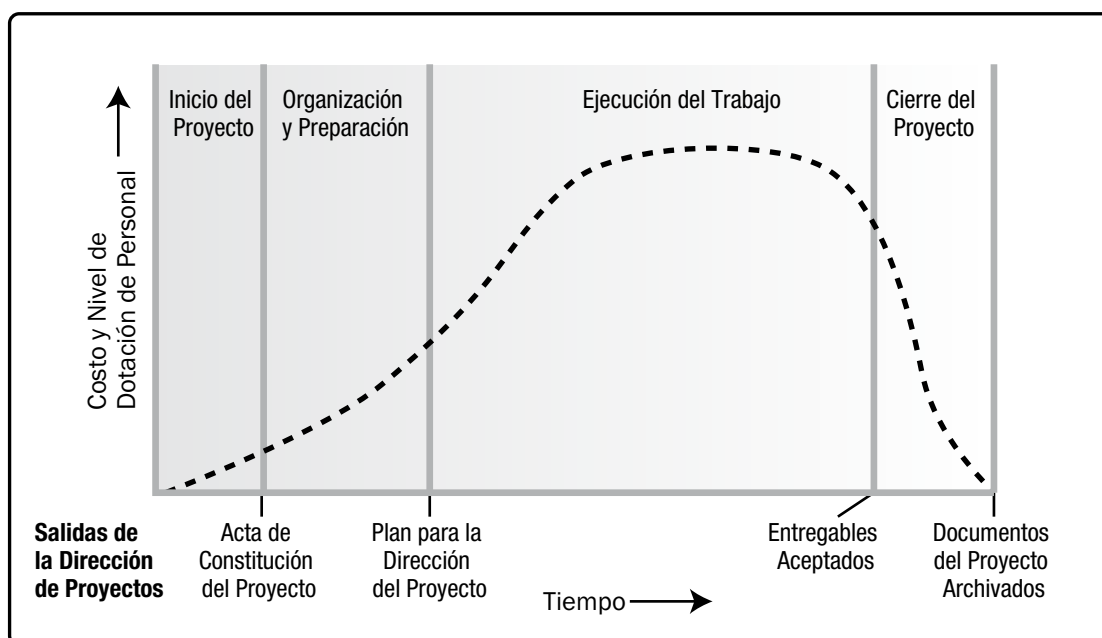 Inicio del
Proyecto
Organización
y Preparación
Ejecución del Trabajo
Cierre del
Proyecto
Costo y Nivel de
Dotación de Personal
Salidas de
la Dirección
de Proyectos
Acta de
Constitución
del Proyecto
Plan para la
Dirección
del Proyecto
Entregables
Aceptados
Documentos
del Proyecto
Archivados
Tiempo